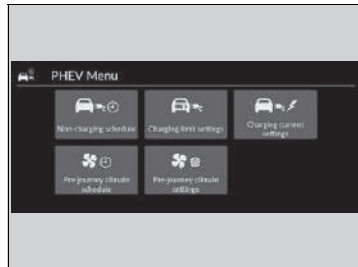 PHEV Menu
Non-charging schedule
Charging limit settings
Charging current
settings
Pre-journey climate
schedule
Pre-journey climate
settings